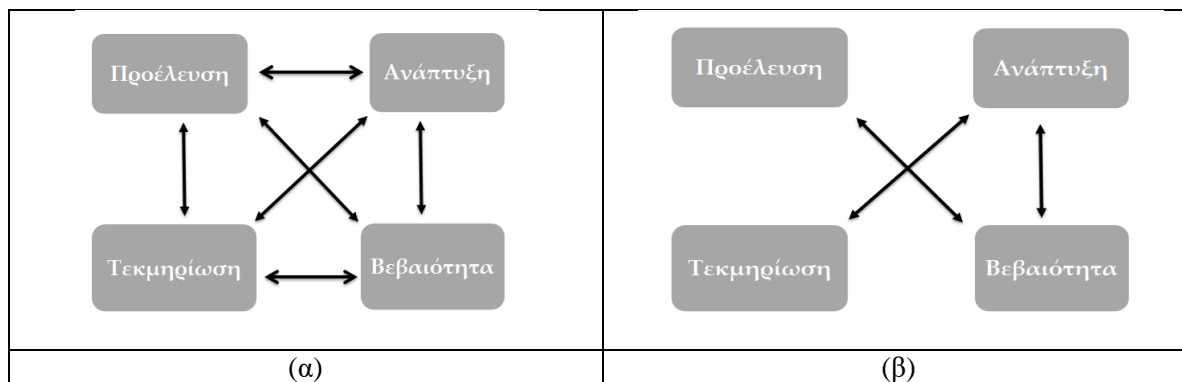 Προέλευση
Ανάπτυξη
Τεκμηρίωση
Βεβαιότητα
(α)
Προέλευση
Ανάπτυξη
Τεκμηρίωση
Βεβαιότητα
(β)